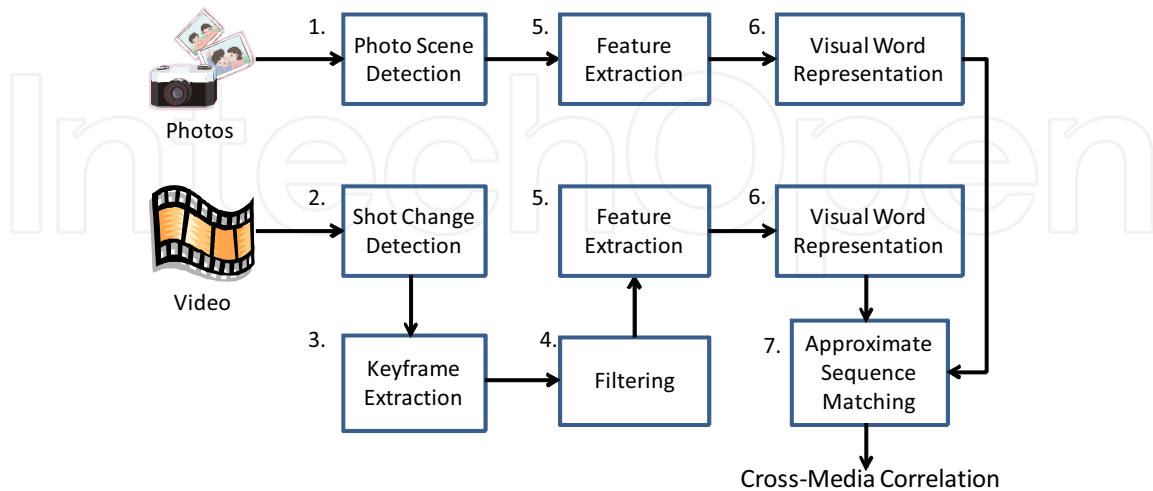 1.
Photo Scene
Detection
5.
Feature
Extraction
6.
Visual Word
Representation
Photos
2.
Shot Change
Detection
5.
Feature
Extraction
6.
Visual Word
Representation
Video
3.
Keyframe
Extraction
4.
Filtering
7.
Approximate
Sequence
Matching
Cross-Media Correlation
IntechOpen